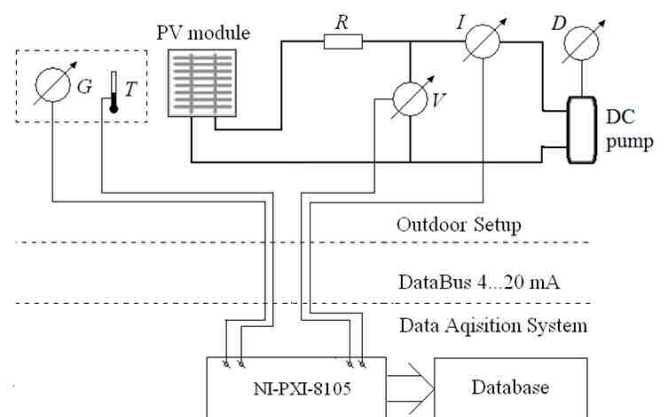 PV module
R
I
D
G
T
V
DC
pump
Outdoor Setup
DataBus 4...20 mA
Data Aqisition System
NI-PXI-8105
Database